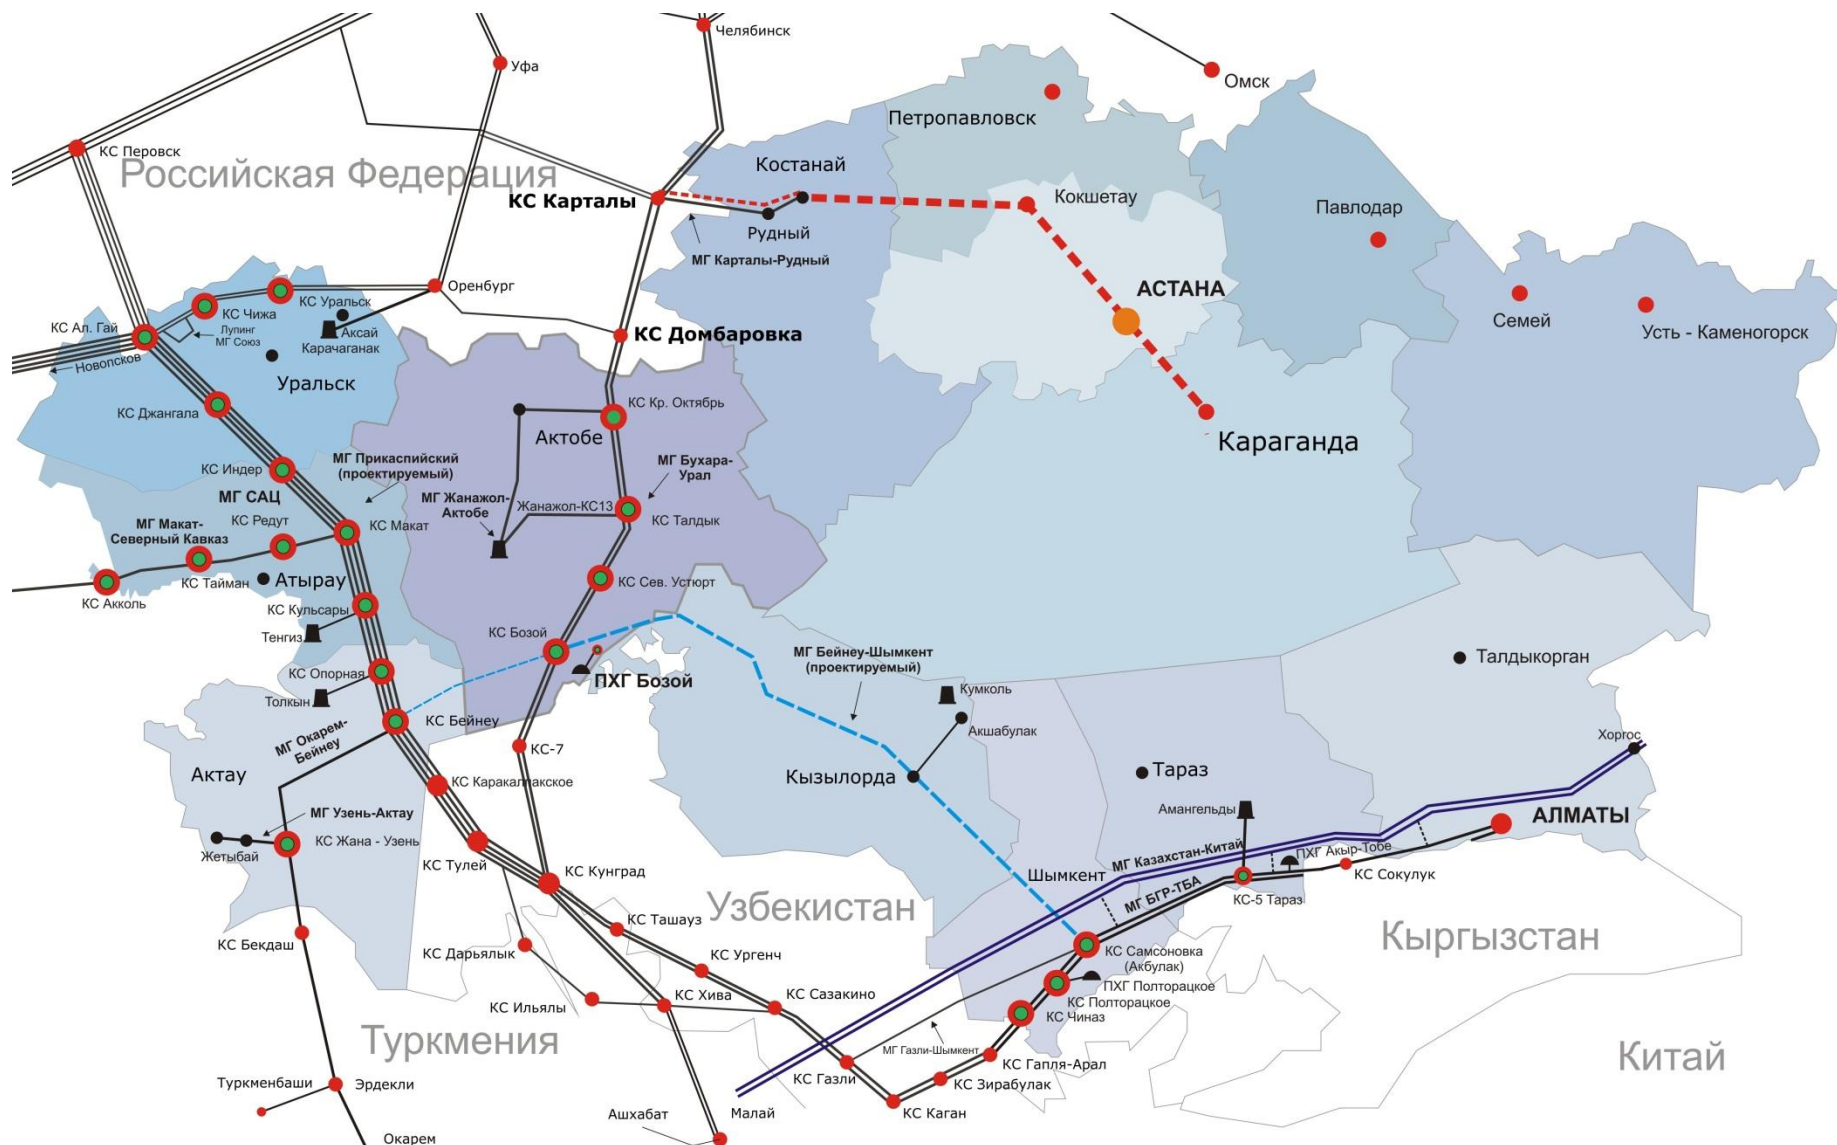 Челябинск
Уфа
Омск
Петропавловск
КС Перовск
Российская Федерация
Костанай
КС Карталы
Кокшетау
Павлодар
Рудный
МГ Карталы-Рудный
АСТАНА
Оренбург
КС Уральск
КС Чижа
КС Ал. Гай
Лупинг
МГ Союз
Аксай
Карачаганак
Новопсков
КС Домбаровка
Семей
Усть - Каменогорск
Уральск
КС Джангала
КС Кр. Октябрь
Актобе
Караганда
МГ Прикаспийский
(проектируемый)
МГ Бухара-
Урал
КС Индер
МГ САЦ
МГ Жанажол-
Актобе
Жанажол-КС13
КС Талдык
МГ Макат-
Северный Кавказ
КС Редут
КС Макат
КС Тайман
Атырау
КС Акколь
КС Сев. Устюрт
КС Кульсары
Тенгиз
КС Бозой
МГ Бейнеу-Шымкент
(проектируемый)
Талдыкорган
КС Опорная
ПХГ Бозой
Толкын
Кумколь
КС Бейнеу
МГ Окарем-
Бейнеу
Акшабулак
Хоргос
КС-7
Актау
КС Каракалпакское
Кызылорда
Тараз
МГ Узень-Актау
Амангельды
АЛМАТЫ
Жетыбай
КС Жана - Узень
КС Тулей
МГ Казахстан-Китай
ПХГ Акыр-Тобе
КС Сокулук
КС Кунград
Шымкент
МГ БГР-ТБА
КС-5 Тараз
Узбекистан
КС Ташауз
Кыргызстан
КС Бекдаш
КС Дарьялык
КС Ургенч
КС Самсоновка
(Акбулак)
ПХГ Полторацкое
КС Ильялы
КС Хива
КС Сазакино
КС Полторацкое
КС Чиназ
Туркмения
МГ Газли-Шымкент
Китай
КС Гапля-Арал
КС Газли
КС Зирабулак
Туркменбаши
Эрдекли
Ашхабат
Малай
КС Каган
Окарем